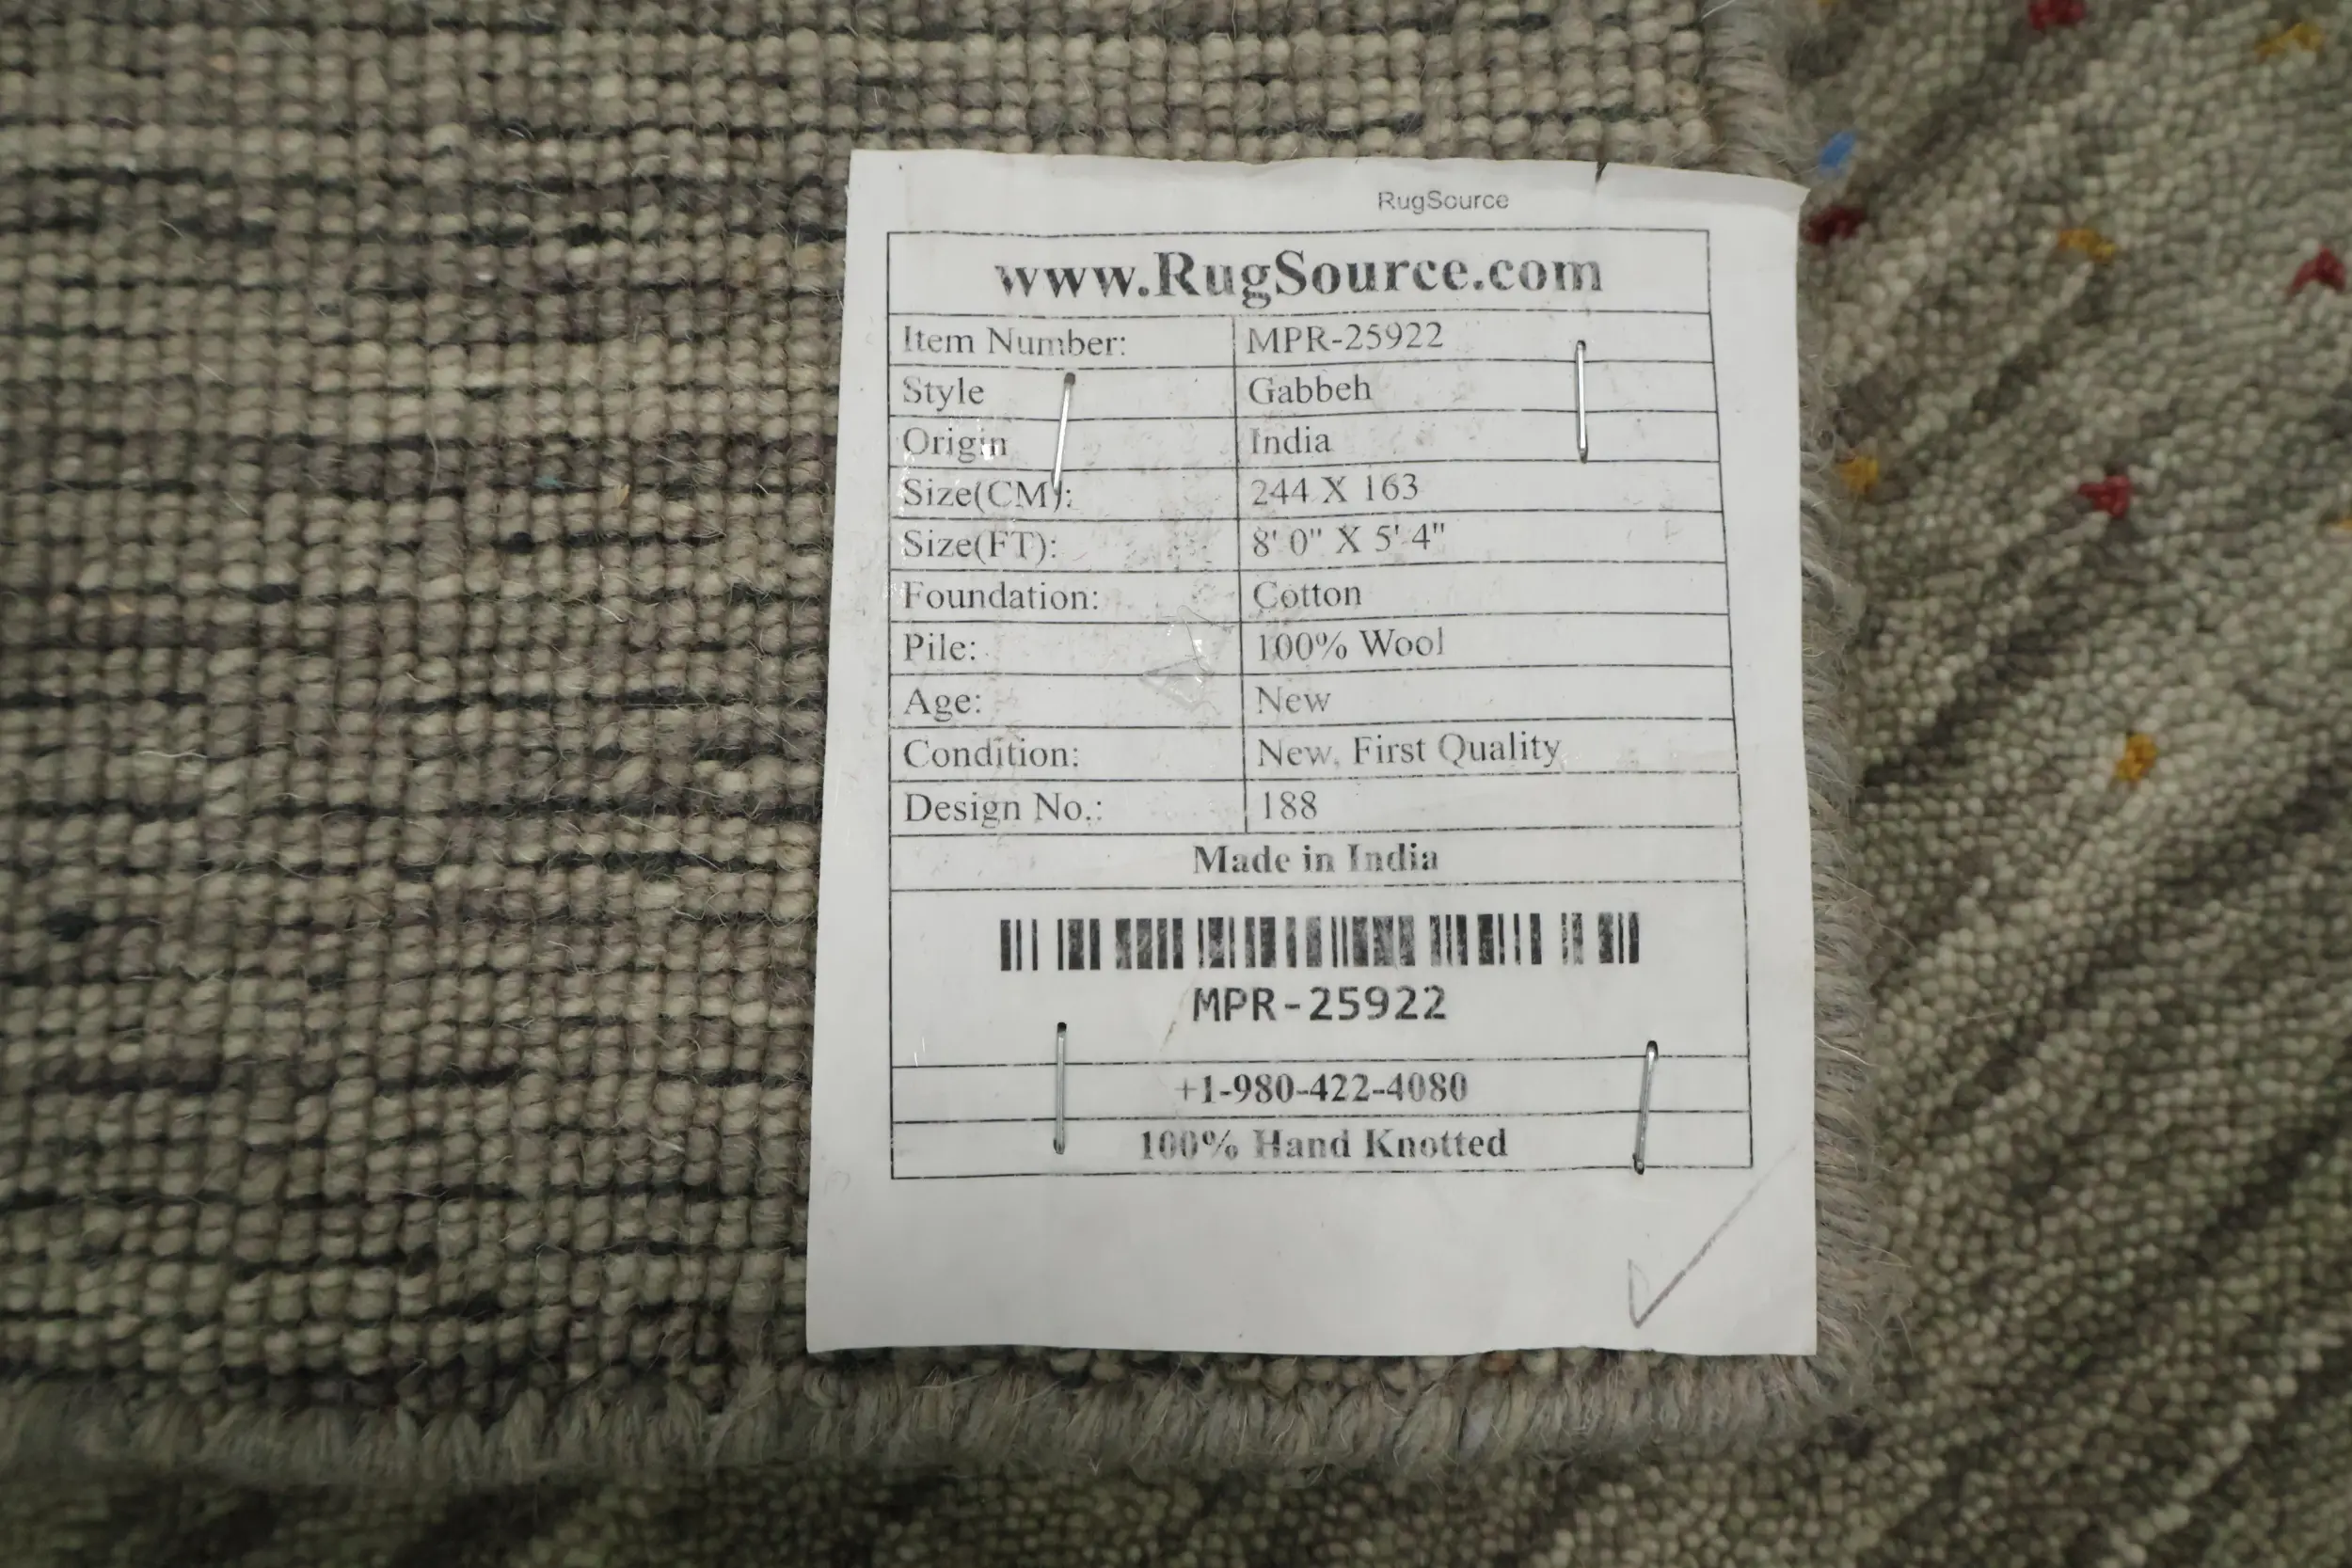 RugSource
www.RugSource.com
Item Number: MPR-25922
Style Gabbeh
Origin India
Size(CM): 244 X 163
Size(FT): 8' 0" X 5' 4"
Foundation: Cotton
Pile: 100% Wool
Age: New
Condition: New, First Quality
Design No.: 188
Made in India
MPR-25922
+1-980-422-4080
100% Hand Knotted